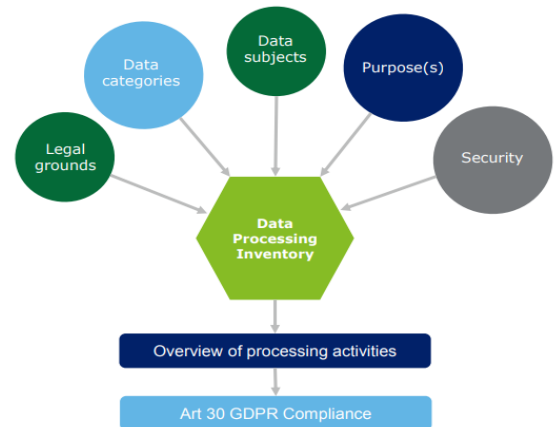 Data
subjects
Data
categories
Purpose(s)
Legal
grounds
Security
Data
Processing
Inventory
Overview of processing activities
Art 30 GDPR Compliance